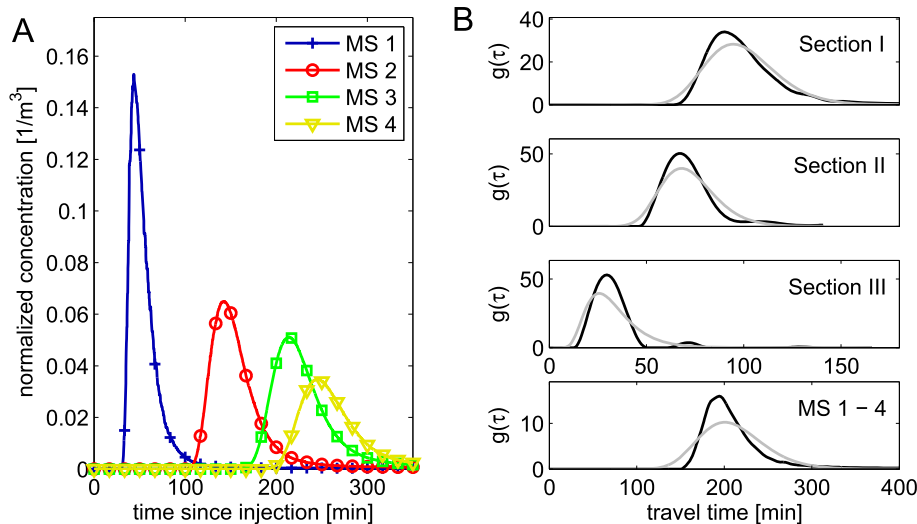 A
0.16
0.14
0.12
0.1
0.08
0.06
0.04
0.02
0
normalized concentration [1/m³]
0 100 200 300
time since injection [min]
MS 1
MS 2
MS 3
MS 4
B
40
20
0
g(τ)
Section I
50
0
g(τ)
Section II
50
0
g(τ)
Section III
0 50 100 150
10
0
g(τ)
MS 1 − 4
0 100 200 300 400
travel time [min]